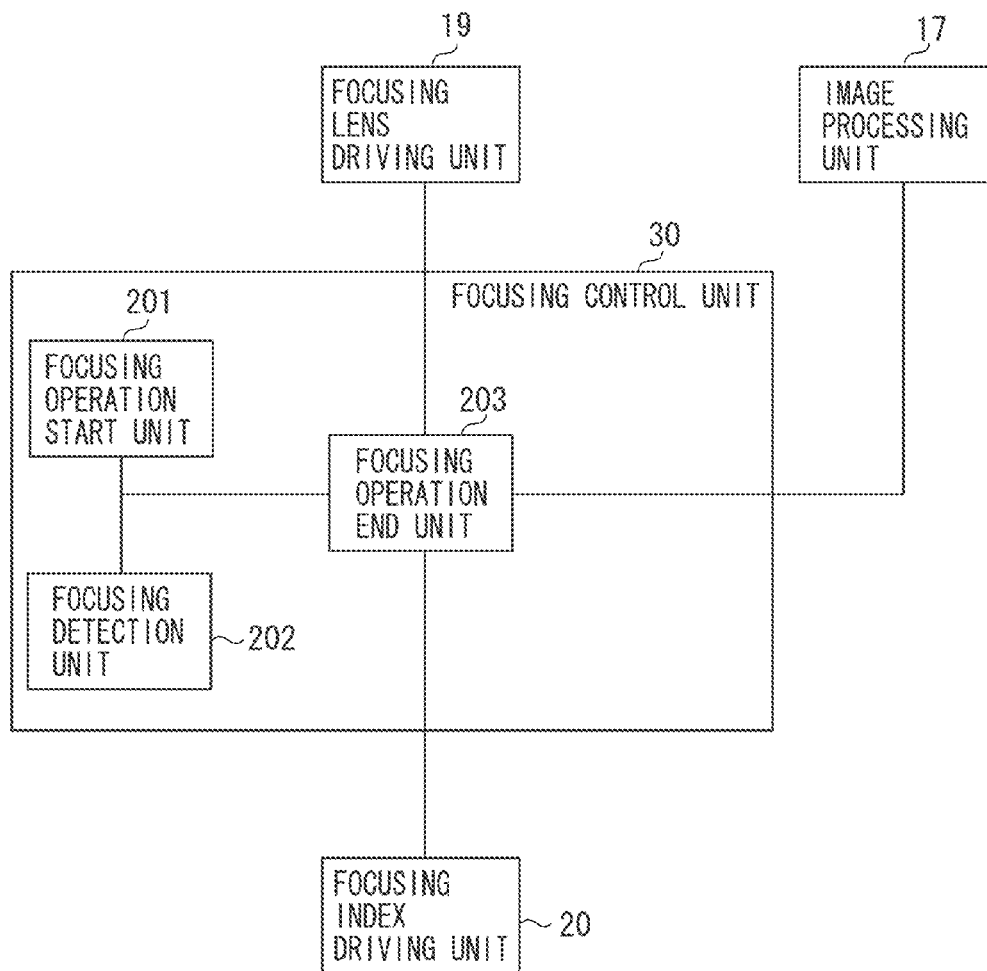 19
17
FOCUSING
LENS
DRIVING UNIT
IMAGE
PROCESSING
UNIT
30
FOCUSING CONTROL UNIT
201
FOCUSING
OPERATION
START UNIT
203
FOCUSING
OPERATION
END UNIT
FOCUSING
DETECTION
UNIT
202
FOCUSING
INDEX
DRIVING UNIT
20